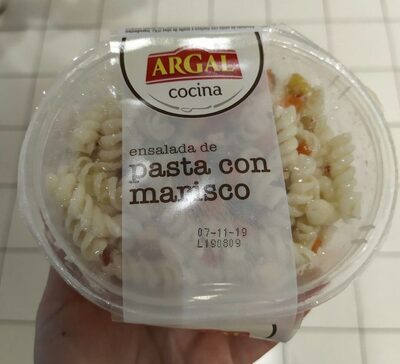 ARGAL
cocina
ensalada de
pasta con
marisco
07-11-19
L190809